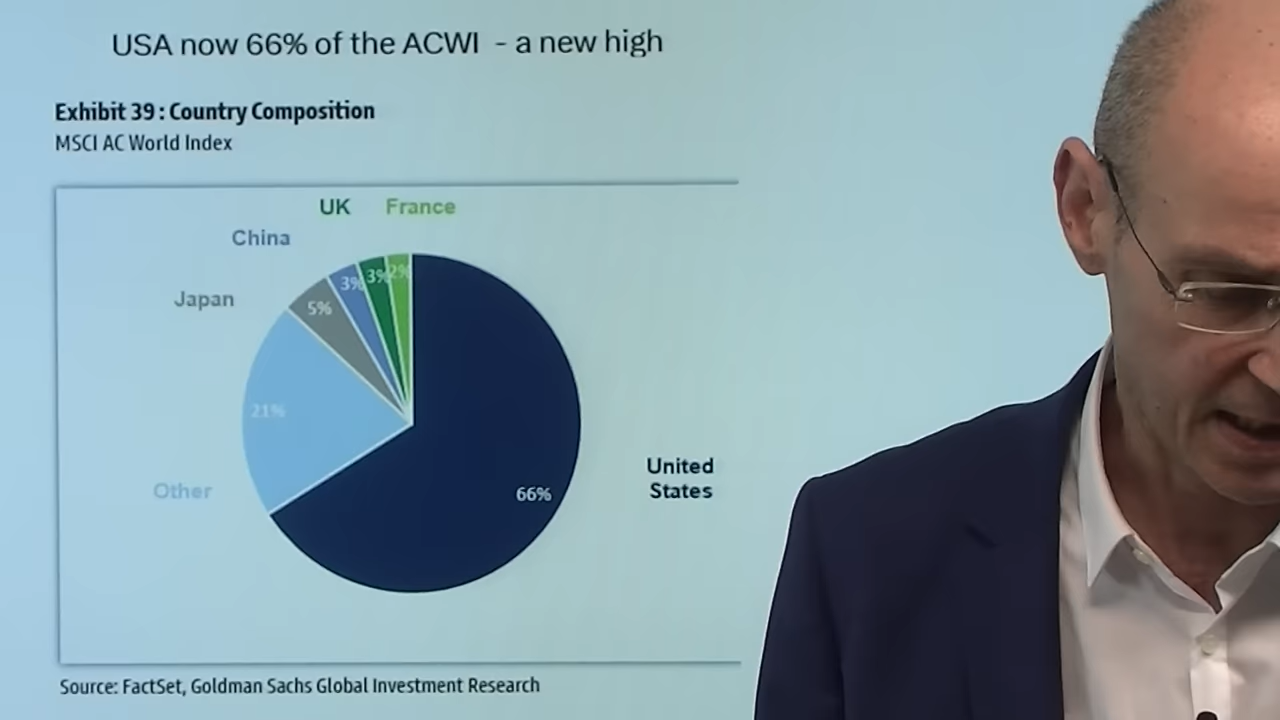 USA now 66% of the ACWI - a new high
Exhibit 39: Country Composition
MSCI AC World Index
UK France
China
3% 3% 2%
Japan
5%
21%
Other
66%
United
States
Source: FactSet, Goldman Sachs Global Investment Research